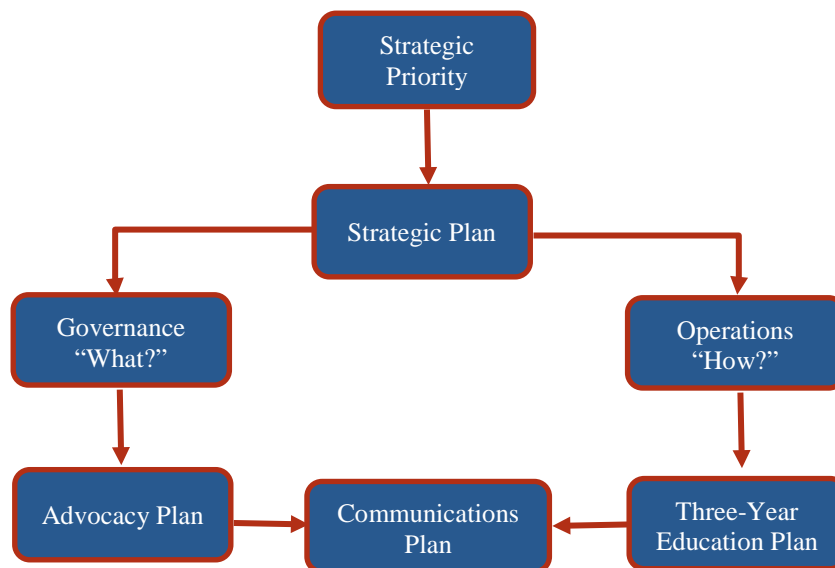 Strategic
Priority
Strategic Plan
Governance
“What?”
Operations
“How?”
Advocacy Plan
Communications
Plan
Three-Year
Education Plan